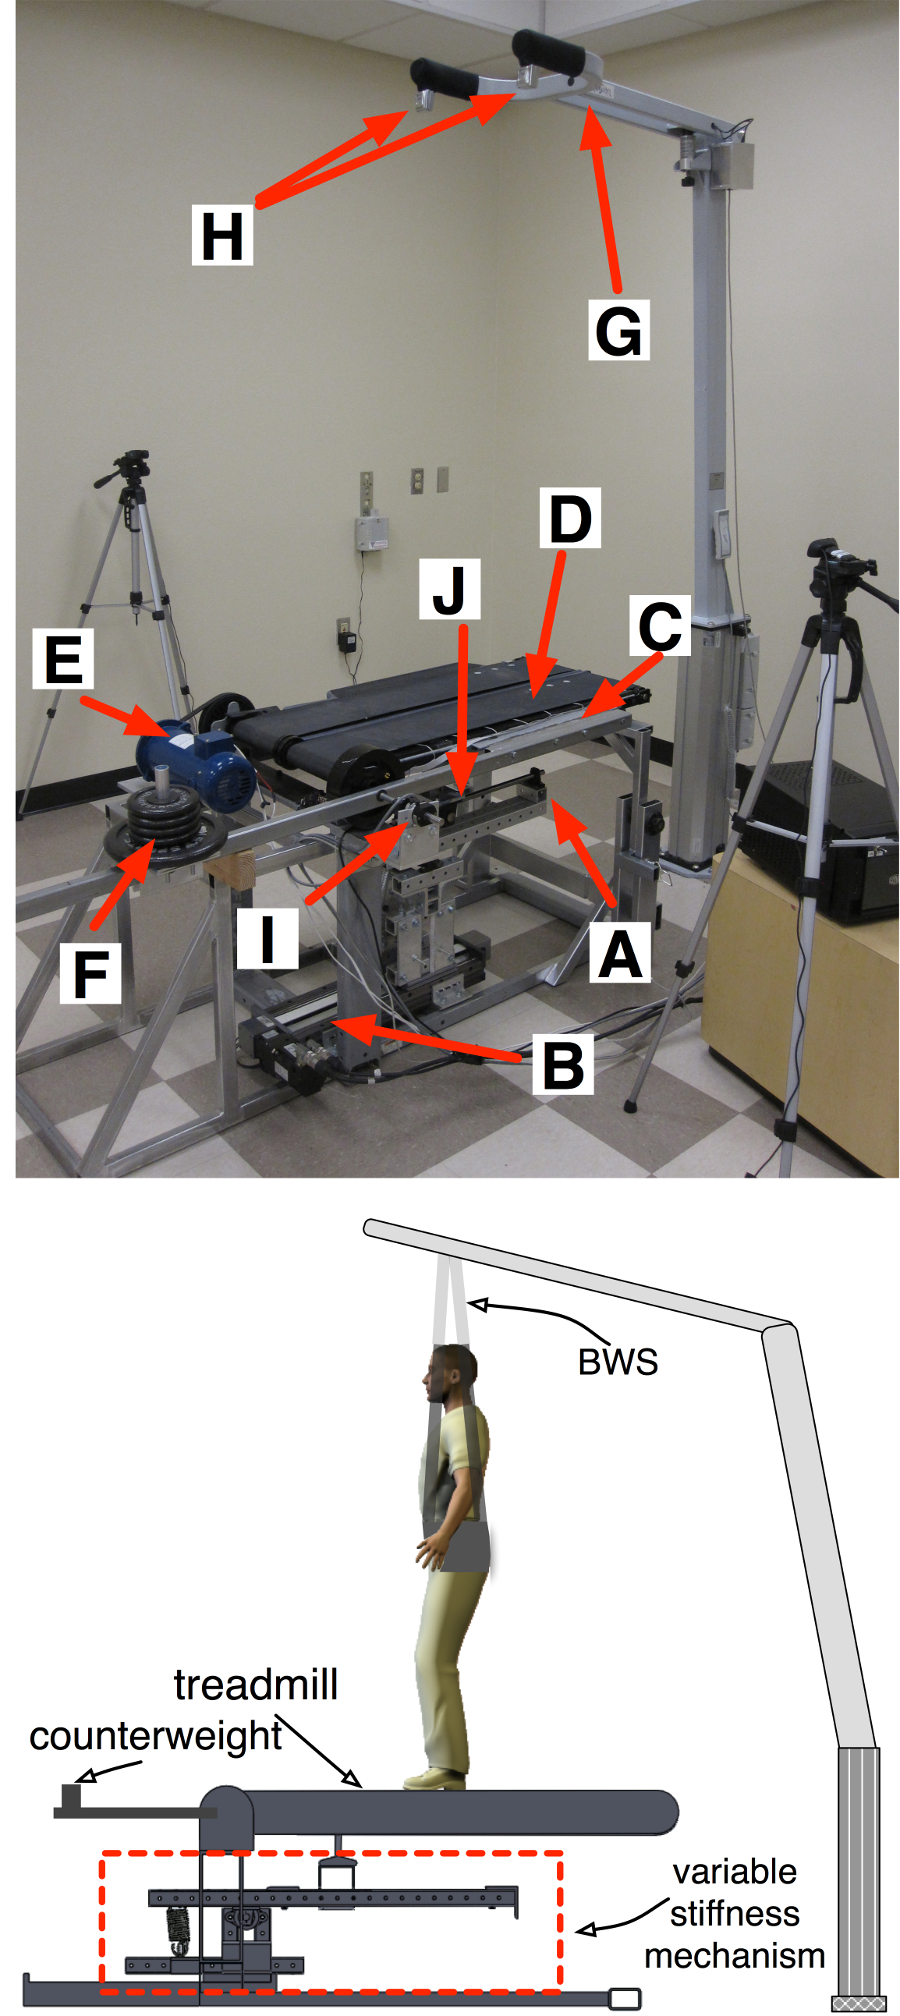 H
G
D
J
C
E
I
A
F
B
BWS
treadmill
counterweight
variable
stiffness
mechanism